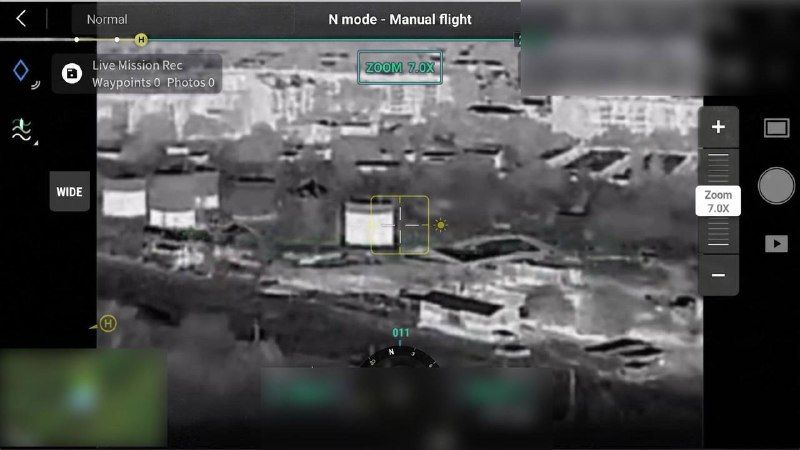 Normal
N mode - Manual flight
H
Live Mission Rec
Waypoints 0 Photos 0
ZOOM 7.0X
+
WIDE
Zoom
7.0X
−
H
011
N